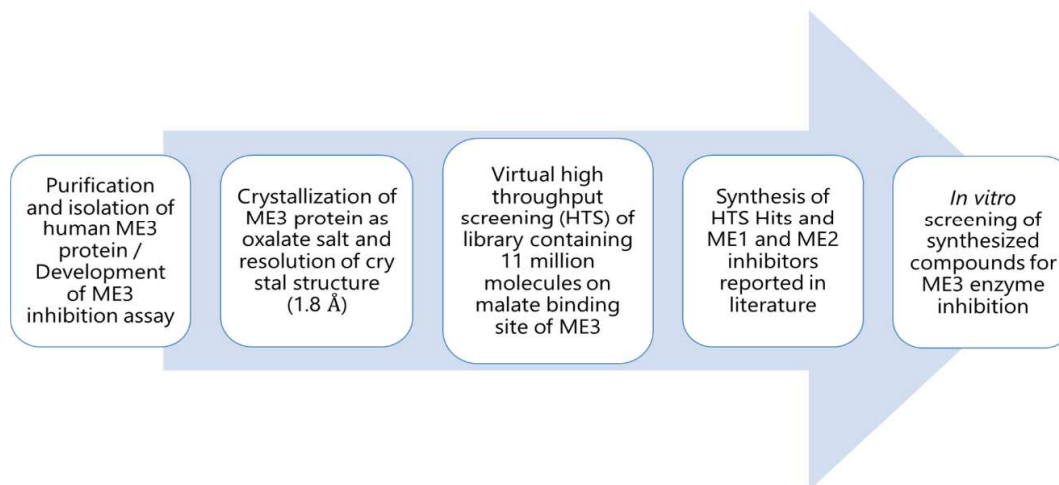 Purification
and isolation of
human ME3
protein /
Development
of ME3
inhibition assay
Crystallization of
ME3 protein as
oxalate salt and
resolution of cry
stal structure
(1.8 Å)
Virtual high
throughput
screening (HTS) of
library containing
11 million
molecules on
malate binding
site of ME3
Synthesis of
HTS Hits and
ME1 and ME2
inhibitors
reported in
literature
In vitro
screening of
synthesized
compounds for
ME3 enzyme
inhibition